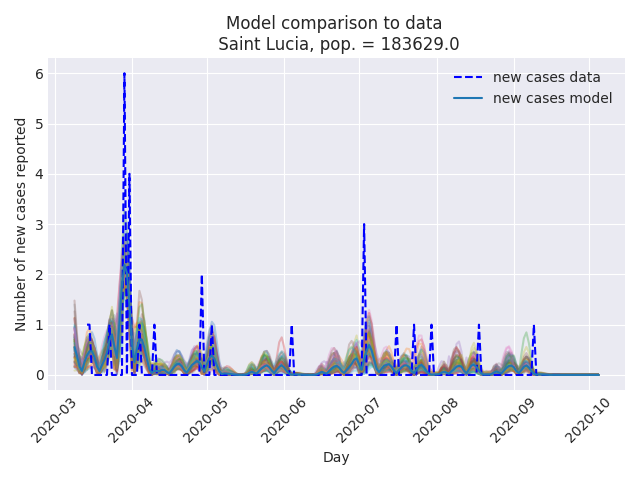 Model comparison to data
Saint Lucia, pop. = 183629.0
new cases data
new cases model
Number of new cases reported
6
5
4
3
2
1
0
2020-03
2020-04
2020-05
2020-06
2020-07
2020-08
2020-09
2020-10
Day